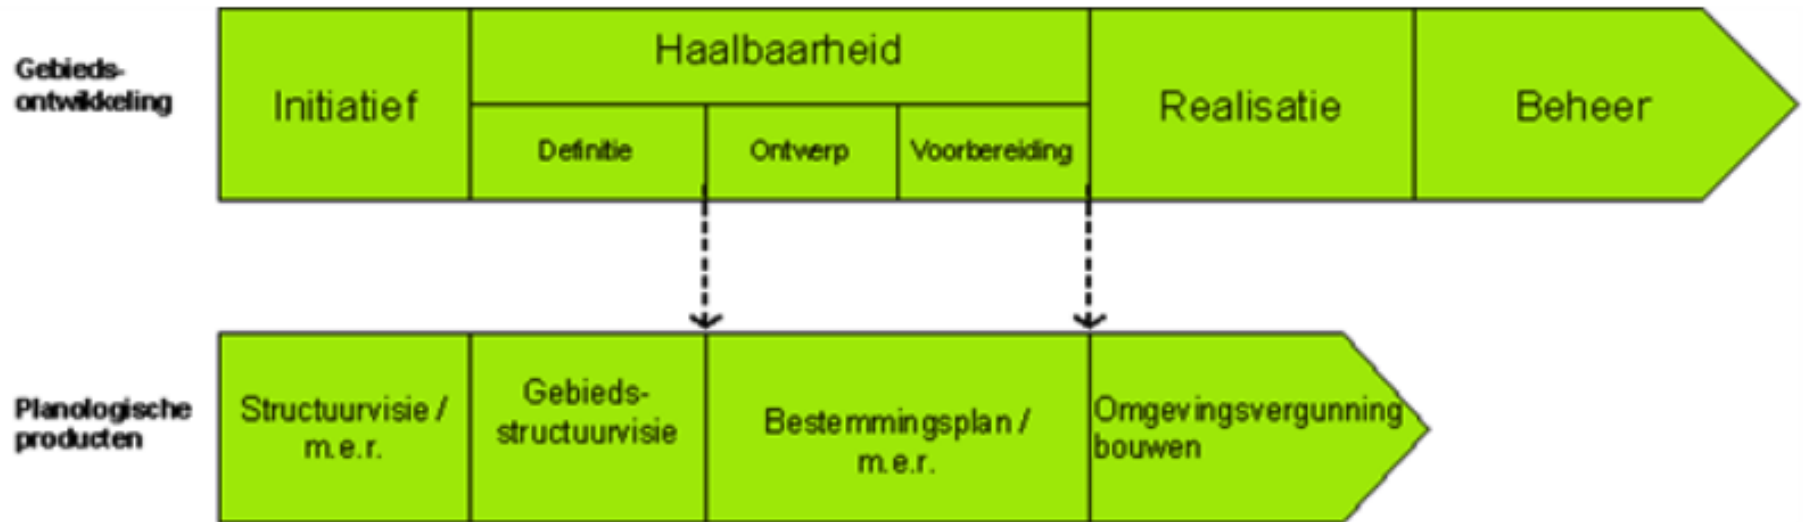 Gebieds-
ontwikkeling
Initiatief
Haalbaarheid
Definitie
Ontwerp
Voorbereiding
Realisatie
Beheer
Planologische
producten
Structuurvisie /
m.e.r.
Gebieds-
structuurvisie
Bestemmingsplan /
m.e.r.
Omgevingsvergunning
bouwen